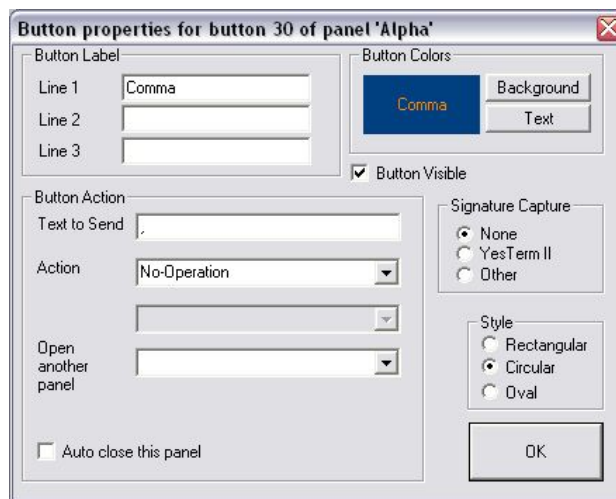 Button properties for button 30 of panel 'Alpha'
Button Label
Line 1 Comma
Line 2
Line 3
Button Colors
Comma
Background
Text
Button Visible
Button Action
Text to Send ,
Action No-Operation
Open
another
panel
Auto close this panel
Signature Capture
None
YesTerm II
Other
Style
Rectangular
Circular
Oval
OK